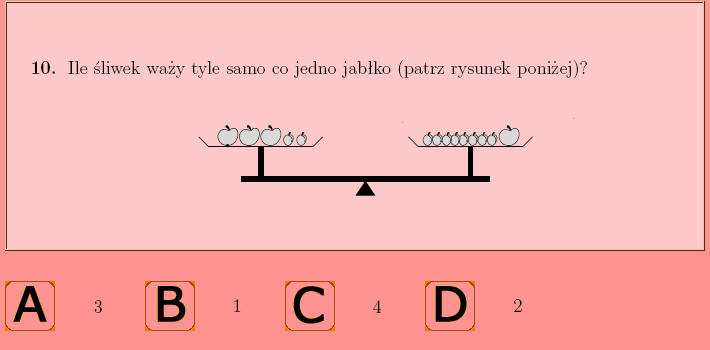 10. Ile śliwek waży tyle samo co jedno jabłko (patrz rysunek poniżej)?
A 3 B 1 C 4 D 2